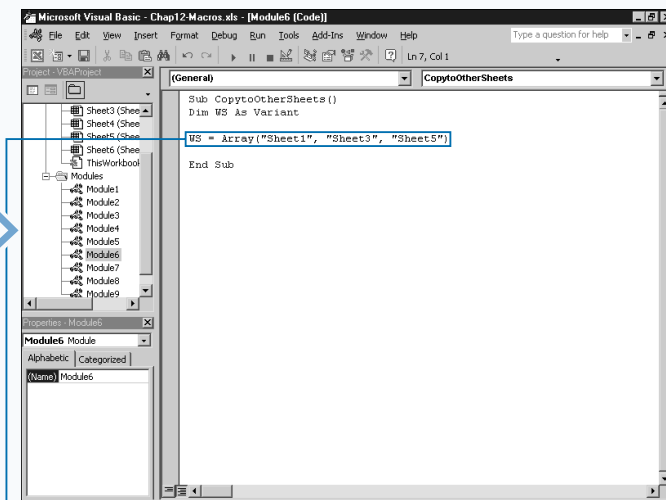 Microsoft Visual Basic - Chap12-Macros.xls - [Module6 (Code)]
File Edit View Insert Format Debug Run Tools Add-Ins Window Help Type a question for help
Ln 7, Col 1
Project - VBAProject
(General) CopytoOtherSheets
Sheet3 (Shee
Sheet4 (Shee
Sheet5 (Shee
Sheet6 (Shee
ThisWorkbool
Modules
Module1
Module2
Module3
Module4
Module5
Module6
Module7
Module8
Module9
Sub CopytoOtherSheets()
Dim WS As Variant
WS = Array("Sheet1", "Sheet3", "Sheet5")
End Sub
Properties - Module6
Module6 Module
Alphabetic Categorized
(Name) Module6